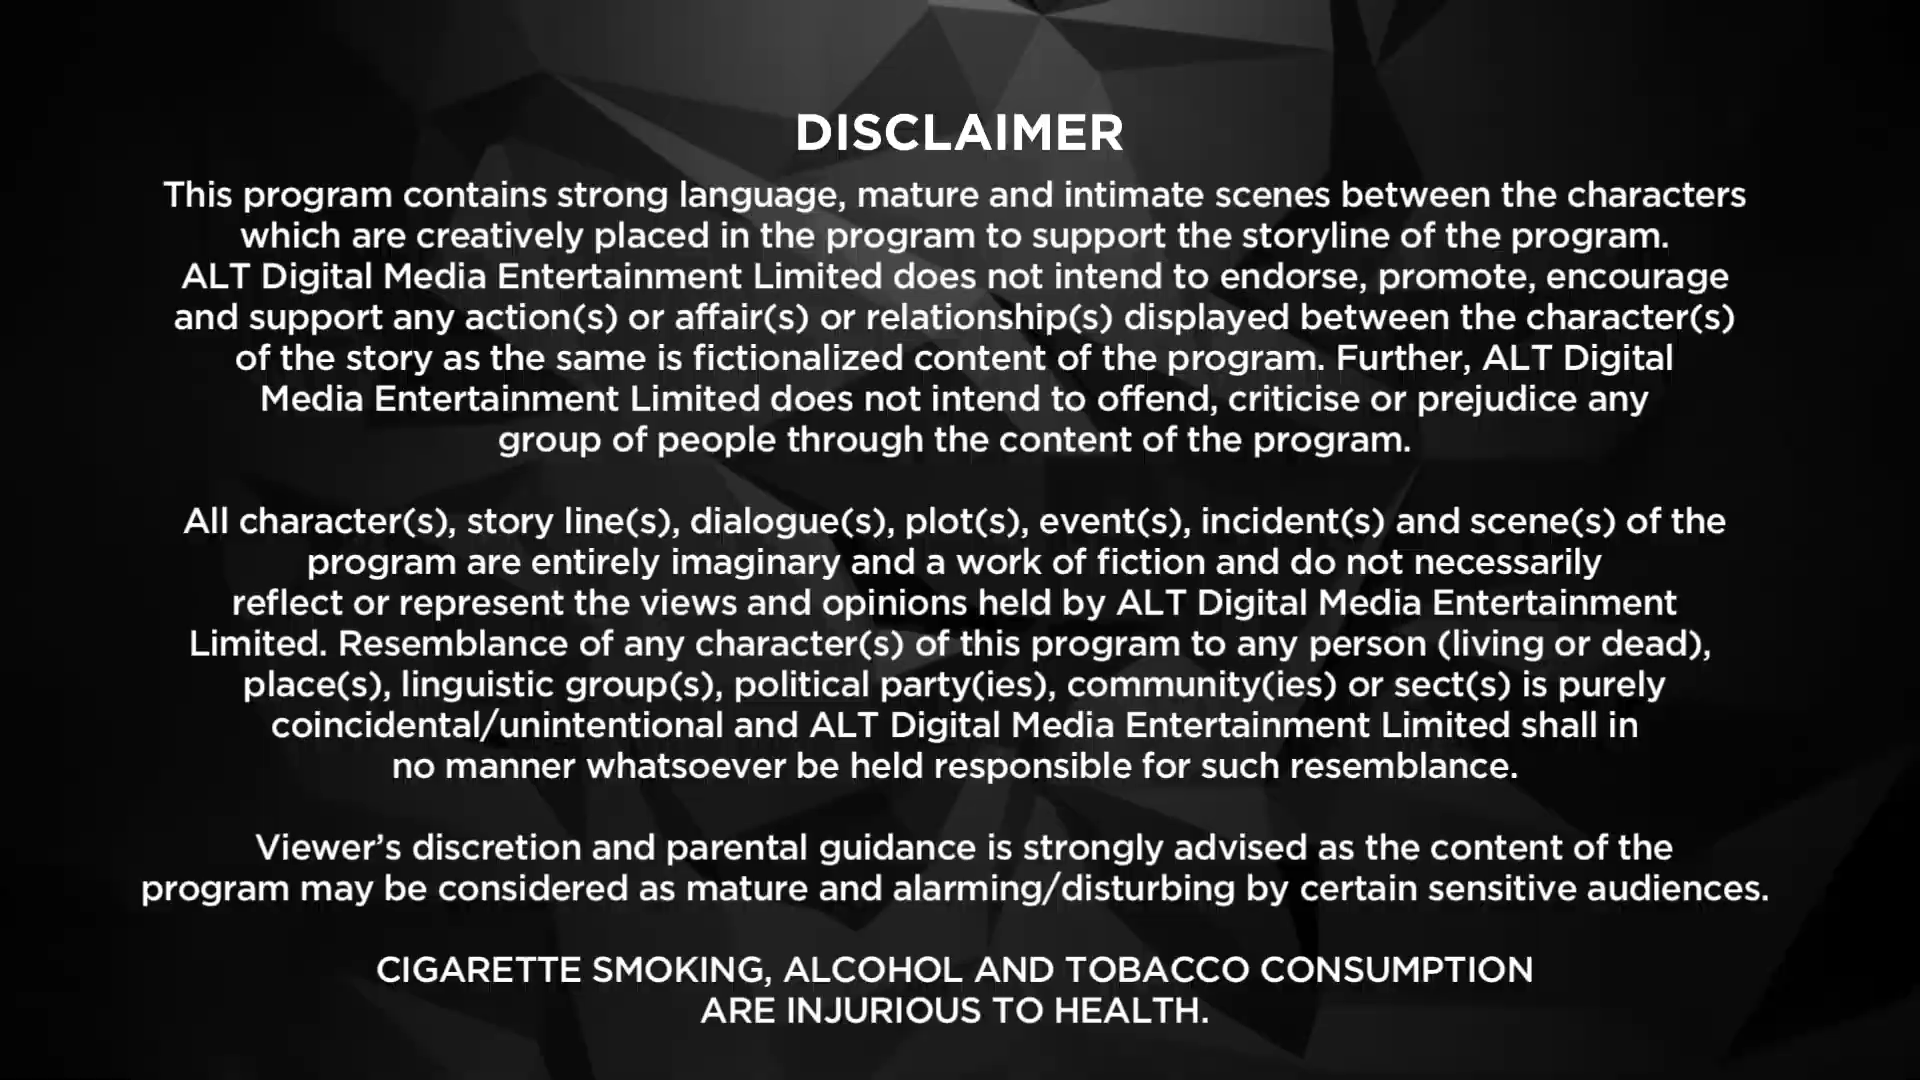 DISCLAIMER
This program contains strong language, mature and intimate scenes between the characters
which are creatively placed in the program to support the storyline of the program.
ALT Digital Media Entertainment Limited does not intend to endorse, promote, encourage
and support any action(s) or affair(s) or relationship(s) displayed between the character(s)
of the story as the same is fictionalized content of the program. Further, ALT Digital
Media Entertainment Limited does not intend to offend, criticise or prejudice any
group of people through the content of the program.
All character(s), story line(s), dialogue(s), plot(s), event(s), incident(s) and scene(s) of the
program are entirely imaginary and a work of fiction and do not necessarily
reflect or represent the views and opinions held by ALT Digital Media Entertainment
Limited. Resemblance of any character(s) of this program to any person (living or dead),
place(s), linguistic group(s), political party(ies), community(ies) or sect(s) is purely
coincidental/unintentional and ALT Digital Media Entertainment Limited shall in
no manner whatsoever be held responsible for such resemblance.
Viewer’s discretion and parental guidance is strongly advised as the content of the
program may be considered as mature and alarming/disturbing by certain sensitive audiences.
CIGARETTE SMOKING, ALCOHOL AND TOBACCO CONSUMPTION
ARE INJURIOUS TO HEALTH.